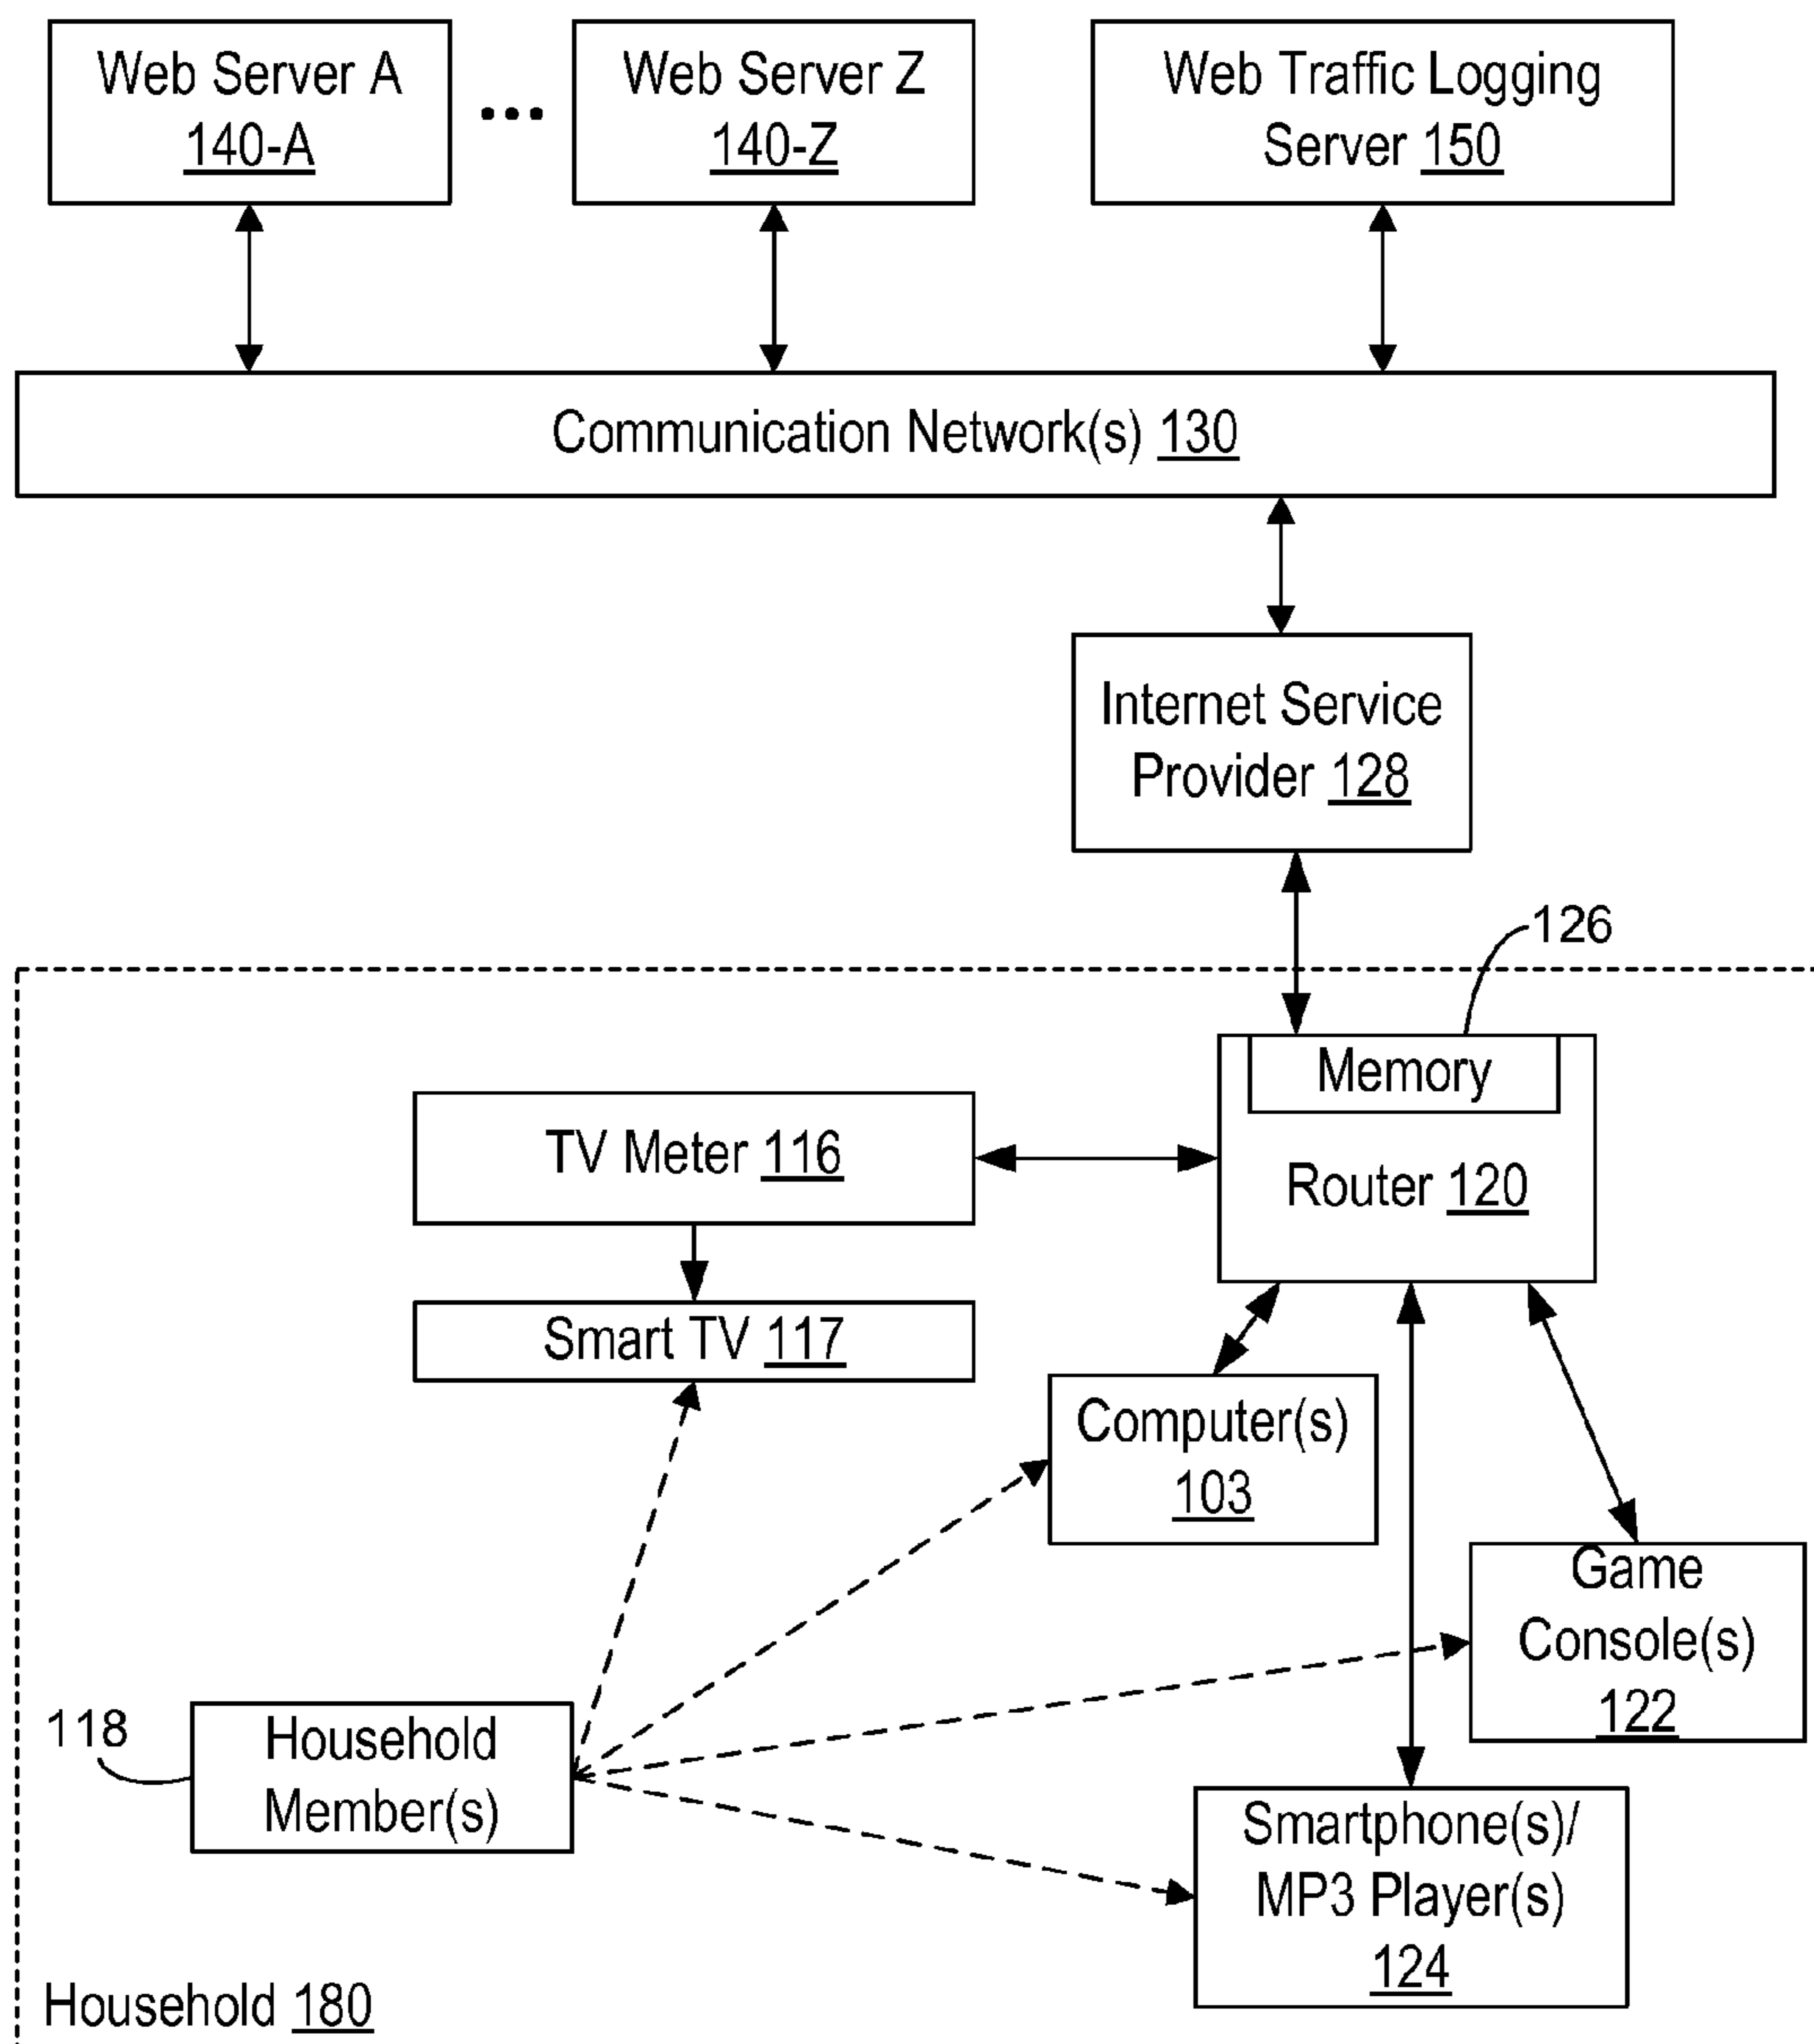 Web Server A
140-A
•••
Web Server Z
140-Z
Web Traffic Logging
Server 150
Communication Network(s) 130
Internet Service
Provider 128
126
Memory
Router 120
TV Meter 116
Smart TV 117
Computer(s)
103
Game
Console(s)
122
118
Household
Member(s)
Smartphone(s)/
MP3 Player(s)
124
Household 180